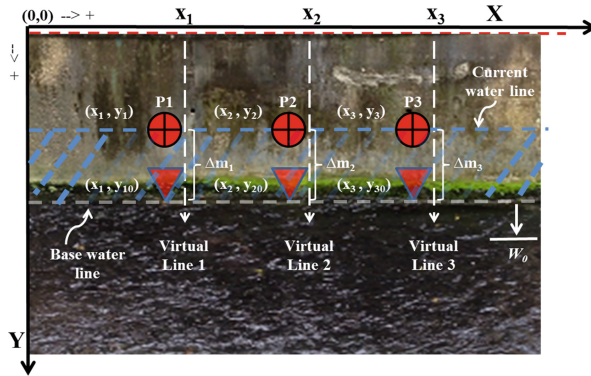 (0,0) --> +
x₁ x₂ x₃ X
+ <--
P1 P2 P3
Current
water line
(x₁, y₁) (x₂, y₂) (x₃, y₃)
Δm₁ Δm₂ Δm₃
(x₁, y₁₀) (x₂, y₂₀) (x₃, y₃₀)
Base water
line
Virtual
Line 1
Virtual
Line 2
Virtual
Line 3
W₀
Y